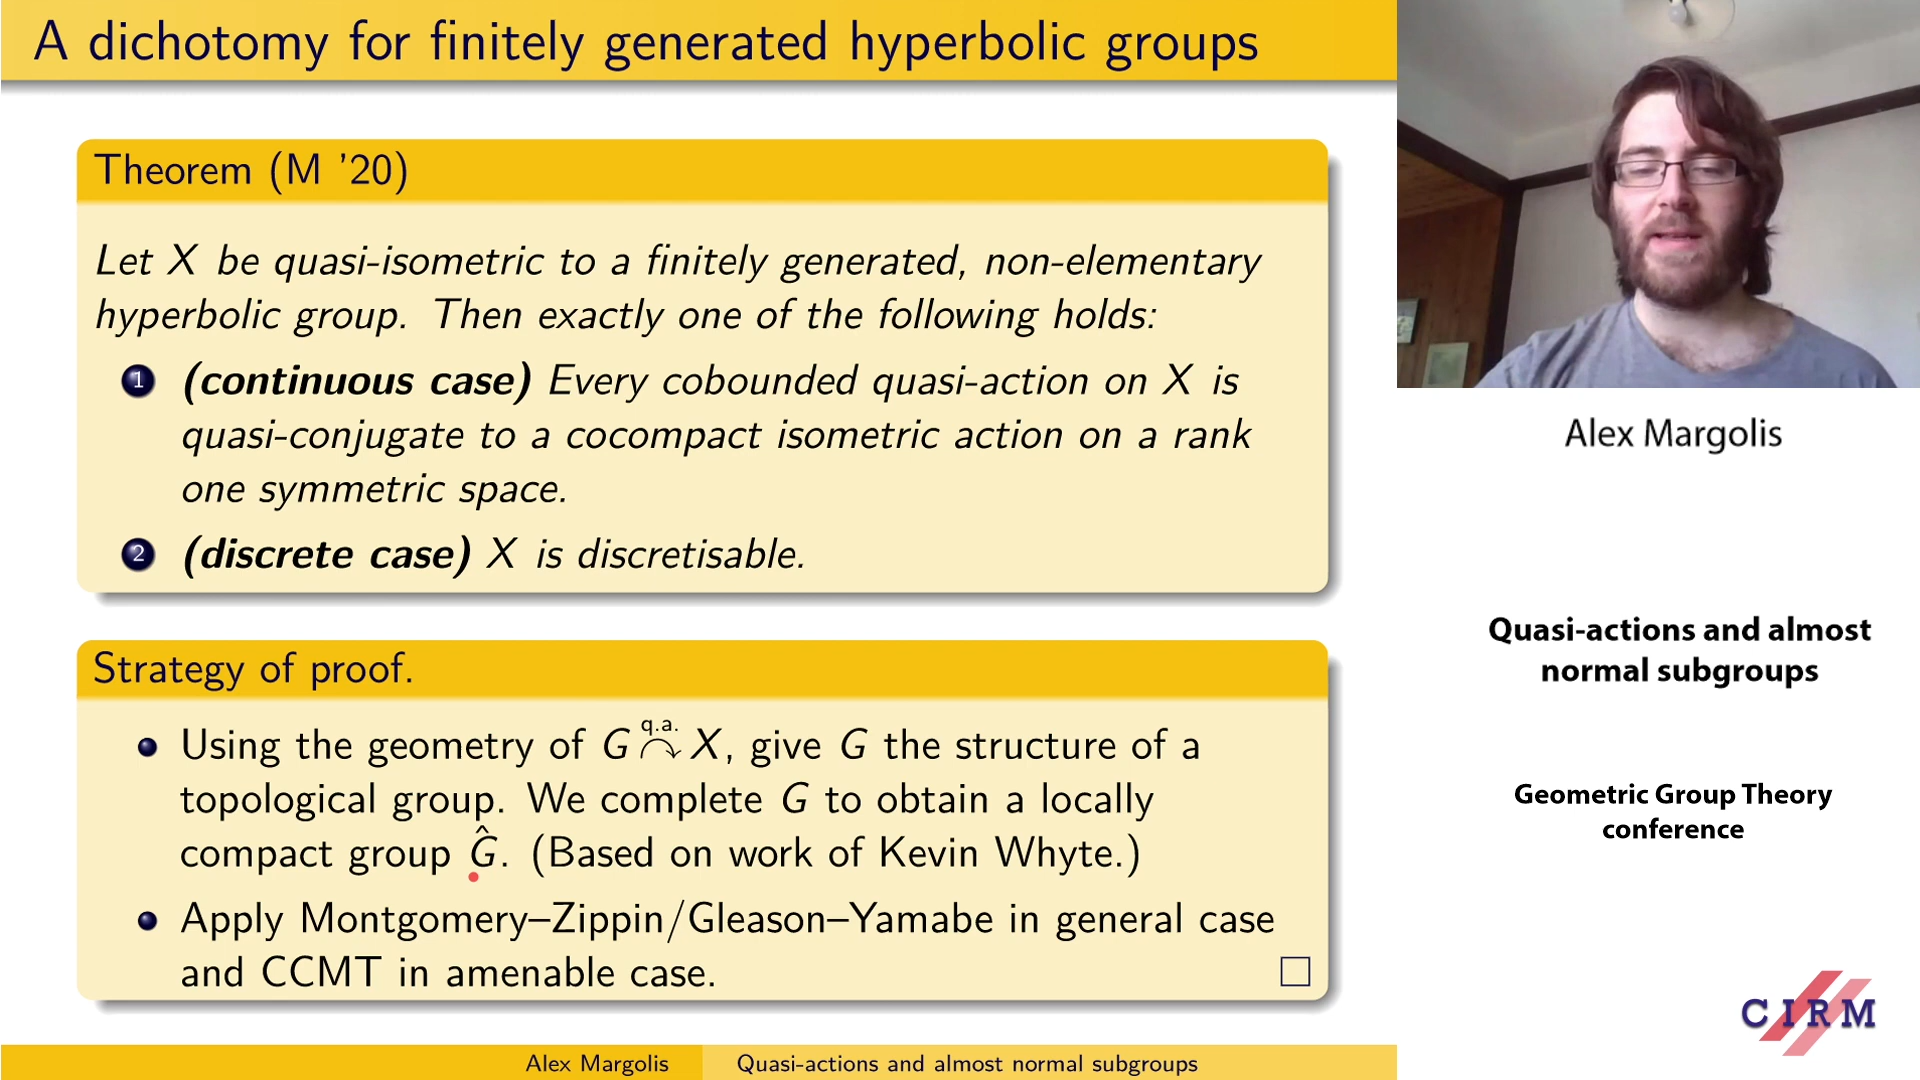 A dichotomy for finitely generated hyperbolic groups
Theorem (M '20)
Let X be quasi-isometric to a finitely generated, non-elementary
hyperbolic group. Then exactly one of the following holds:
1 (continuous case) Every cobounded quasi-action on X is
quasi-conjugate to a cocompact isometric action on a rank
one symmetric space.
2 (discrete case) X is discretisable.
Strategy of proof.
• Using the geometry of G q.a.↷ X, give G the structure of a
topological group. We complete G to obtain a locally
compact group Ĝ. (Based on work of Kevin Whyte.)
• Apply Montgomery–Zippin/Gleason–Yamabe in general case
and CCMT in amenable case. □
Alex Margolis Quasi-actions and almost normal subgroups
Alex Margolis
Quasi-actions and almost
normal subgroups
Geometric Group Theory
conference
CIRM